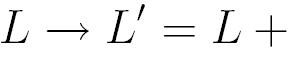 L → L′ = L +